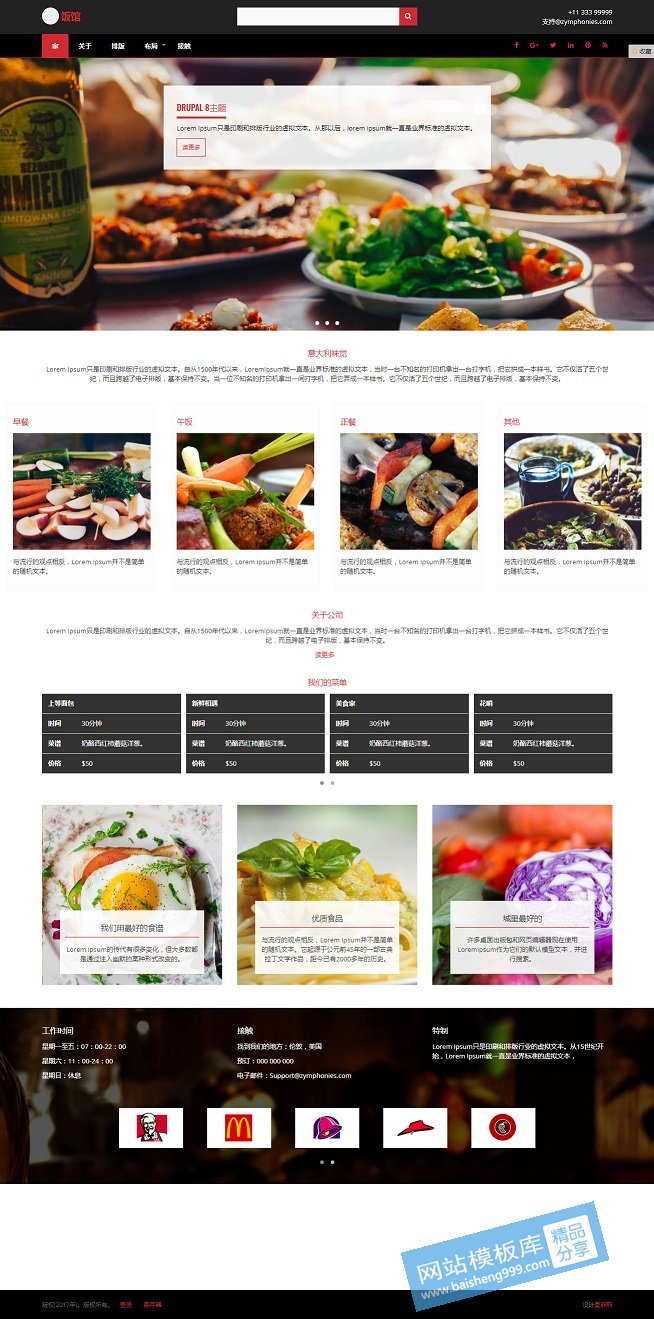 饭馆
+11 333 99999
支持@zymphonies.com
家 关于 排版 布局 接触
收藏
DRUPAL 8主题
Lorem Ipsum只是印刷和排版行业的虚拟文本。从那以后，lorem Ipsum就一直是业界标准的虚拟文本。
读更多
意大利味觉
Lorem Ipsum只是印刷和排版行业的虚拟文本。自从1500年代以来，LoremIpsum就一直是业界标准的虚拟文本，当时一台不知名的打印机拿出一台打字机，把它拼成一本样书。它不仅活了五个世
纪，而且跨越了电子排版，基本保持不变。当一位不知名的打印机拿出一间打字机，把它弄成一本样书。它不仅活了五个世纪，而且跨越了电子排版，基本保持不变。
早餐
与流行的观点相反，Lorem Ipsum并不是简单
的随机文本。
午饭
与流行的观点相反，Lorem Ipsum并不是简单
的随机文本。
正餐
与流行的观点相反，Lorem Ipsum并不是简单
的随机文本。
其他
与流行的观点相反，Lorem Ipsum并不是简单
的随机文本。
关于公司
Lorem Ipsum只是印刷和排版行业的虚拟文本。自从1500年代以来，LoremIpsum就一直是业界标准的虚拟文本，当时一台不知名的打印机拿出一台打字机，把它拼成一本样书。它不仅活了五个世
纪，而且跨越了电子排版，基本保持不变。
读更多
我们的菜单
上等面包
时间 30分钟
菜谱 奶酪西红柿蘑菇洋葱。
价格 $50
新鲜相遇
时间 30分钟
菜谱 奶酪西红柿蘑菇洋葱。
价格 $50
美食家
时间 30分钟
菜谱 奶酪西红柿蘑菇洋葱。
价格 $50
花哨
时间 30分钟
菜谱 奶酪西红柿蘑菇洋葱。
价格 $50
我们用最好的食谱
Lorem Ipsum的传代有很多变化，但大多数都
是通过注入幽默的某种形式改变的。
优质食品
与流行的观点相反，Lorem Ipsum并不是简单
的随机文本。它起源于公元前45年的一部古典
拉丁文学作品，距今已有2000多年的历史。
城里最好的
许多桌面出版包和网页编辑器现在使用
LoremIpsum作为它们的默认模型文本，并进
行搜索。
工作时间
星期一至五：07：00-22：00
星期六：11：00-24：00
星期日：休息
接触
找到我们的地方：伦敦，美国
预订：000 000 000
电子邮件：Support@zymphonies.com
特制
Lorem Ipsum只是印刷和排版行业的虚拟文本。从15世纪开
始，Lorem Ipsum就一直是业界标准的虚拟文本，
网站模板库
精品
分享
www.baisheng999.com
版权(2017年)。版权所有。 登录
设计